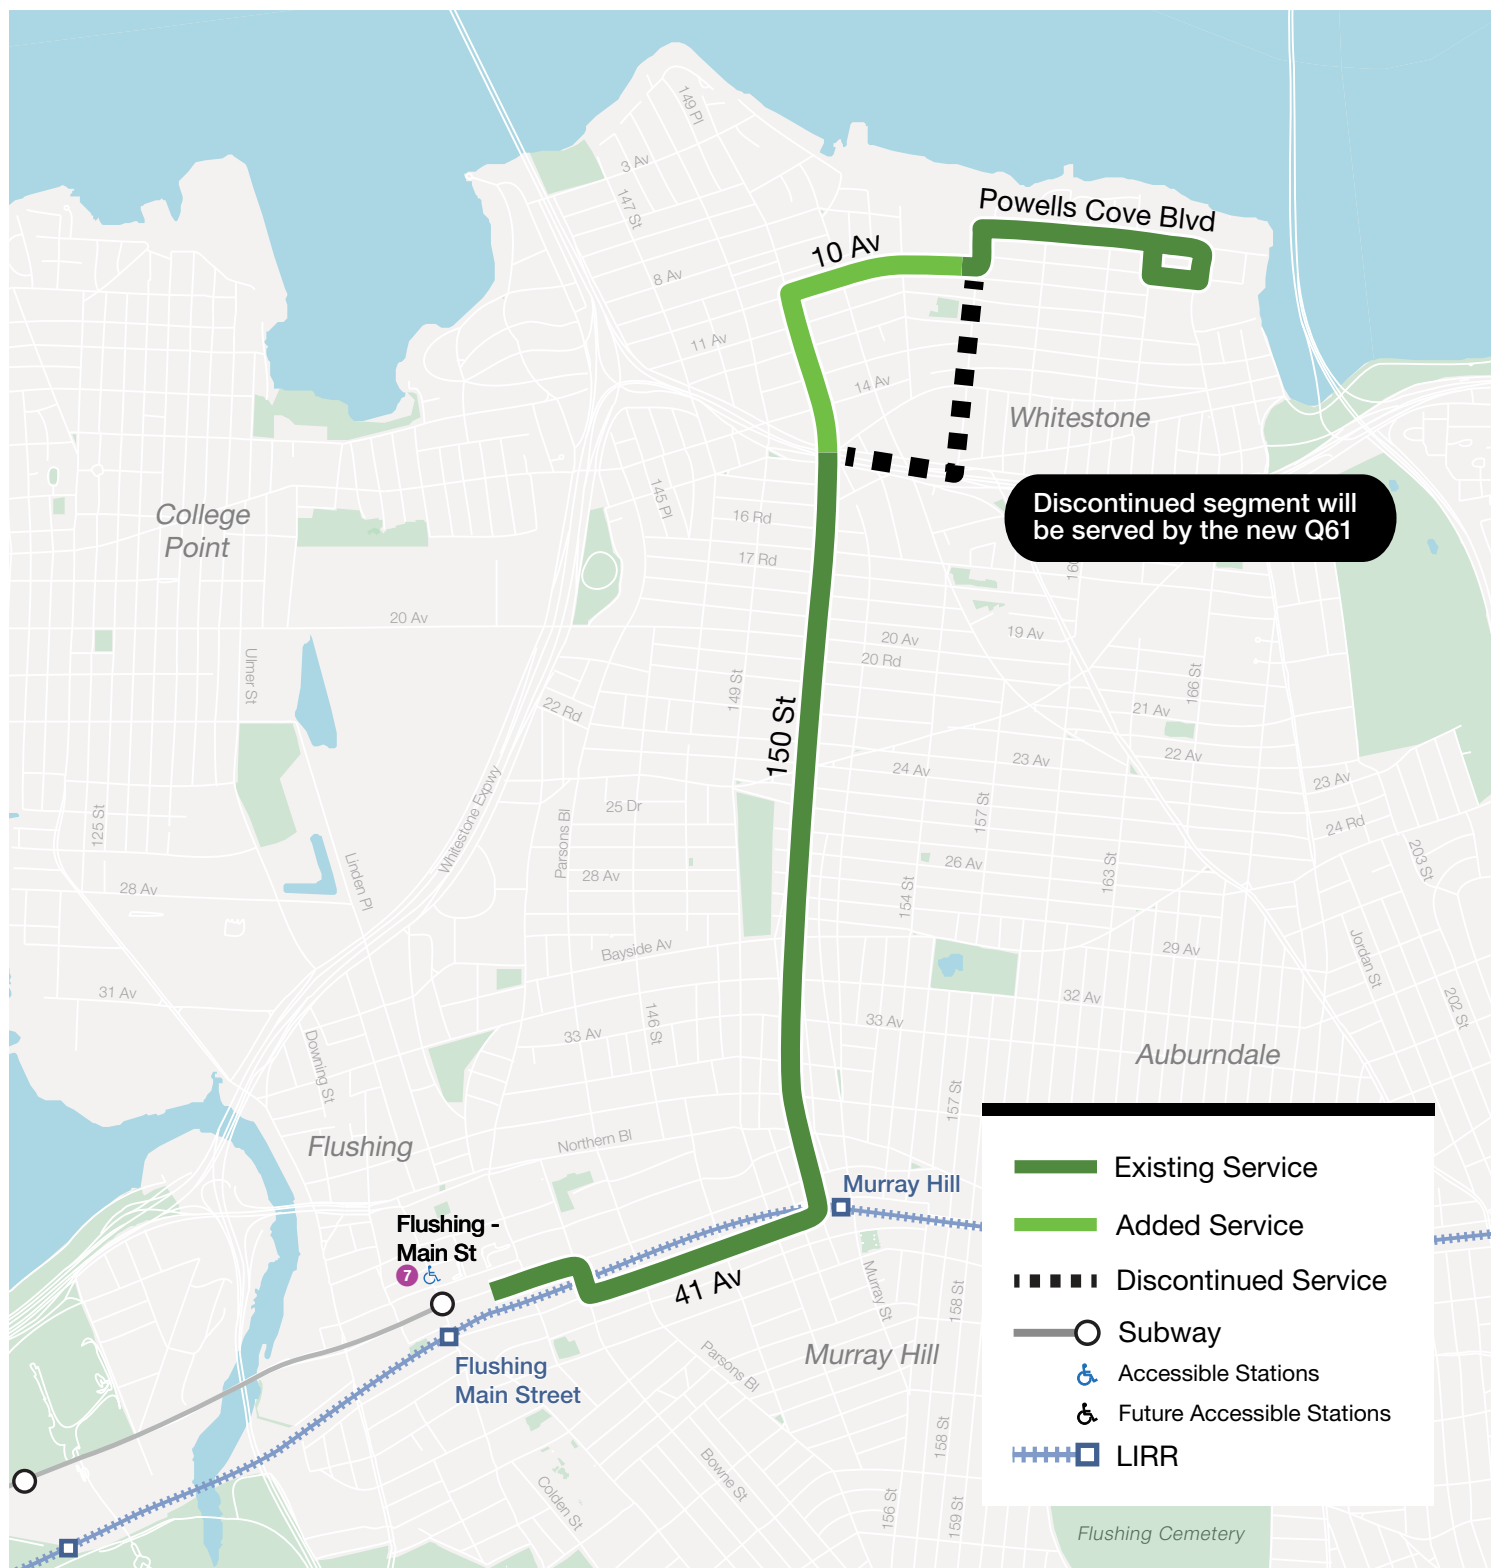 149 Pl
3 Av
147 St
Powells Cove Blvd
10 Av
8 Av
11 Av
14 Av
Whitestone
Discontinued segment will
be served by the new Q61
College
Point
145 Pl
16 Rd
17 Rd
20 Av
20 Av
19 Av
20 Rd
Ulmer St
149 St
166 St
22 Rd
150 St
21 Av
22 Av
23 Av
24 Av
23 Av
Whitestone Expwy
25 Dr
157 St
24 Rd
125 St
Parsons Bl
203 St
28 Av
Linden Pl
28 Av
26 Av
163 St
154 St
Bayside Av
29 Av
Jordan St
31 Av
32 Av
202 St
146 St
33 Av
33 Av
Downing St
Auburndale
157 St
Flushing
Northern Bl
Murray Hill
Flushing -
Main St
7
41 Av
Murray St
158 St
Flushing
Main Street
Parsons Bl
Murray Hill
158 St
Bowne St
Colden St
156 St
159 St
Existing Service
Added Service
Discontinued Service
Subway
Accessible Stations
Future Accessible Stations
LIRR
Flushing Cemetery